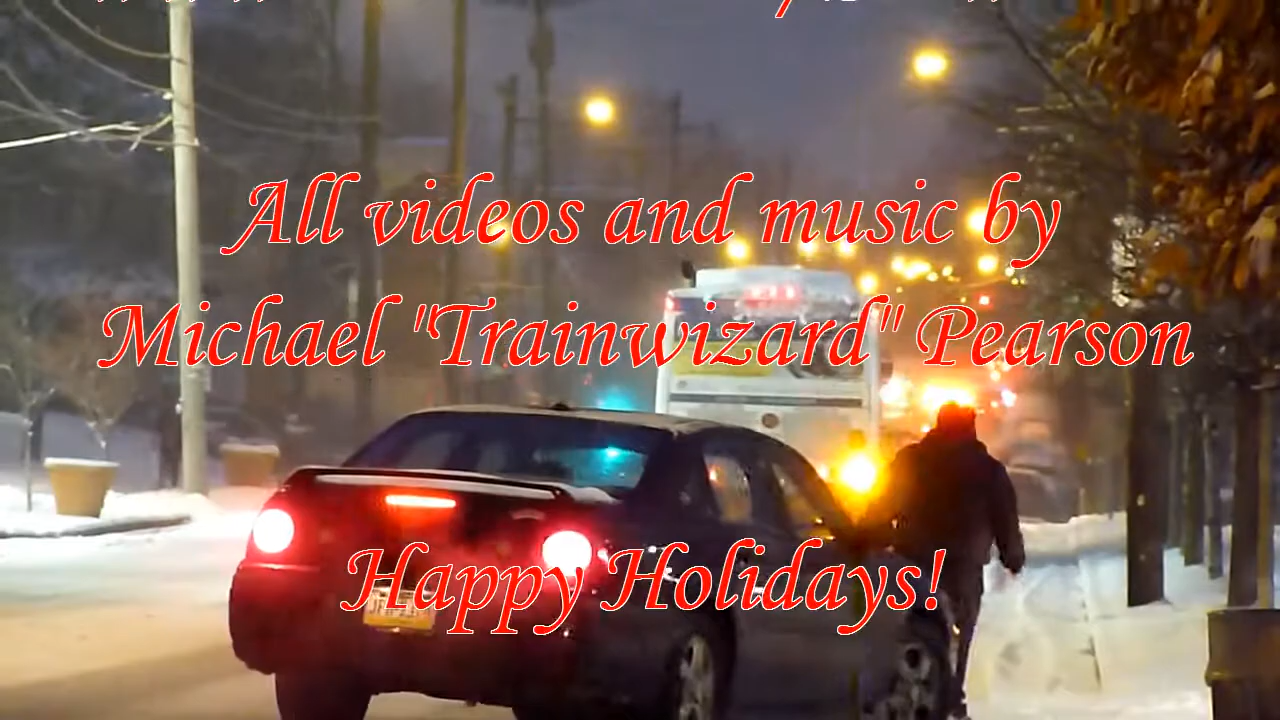 All videos and music by
Michael "Trainwizard" Pearson
Happy Holidays!